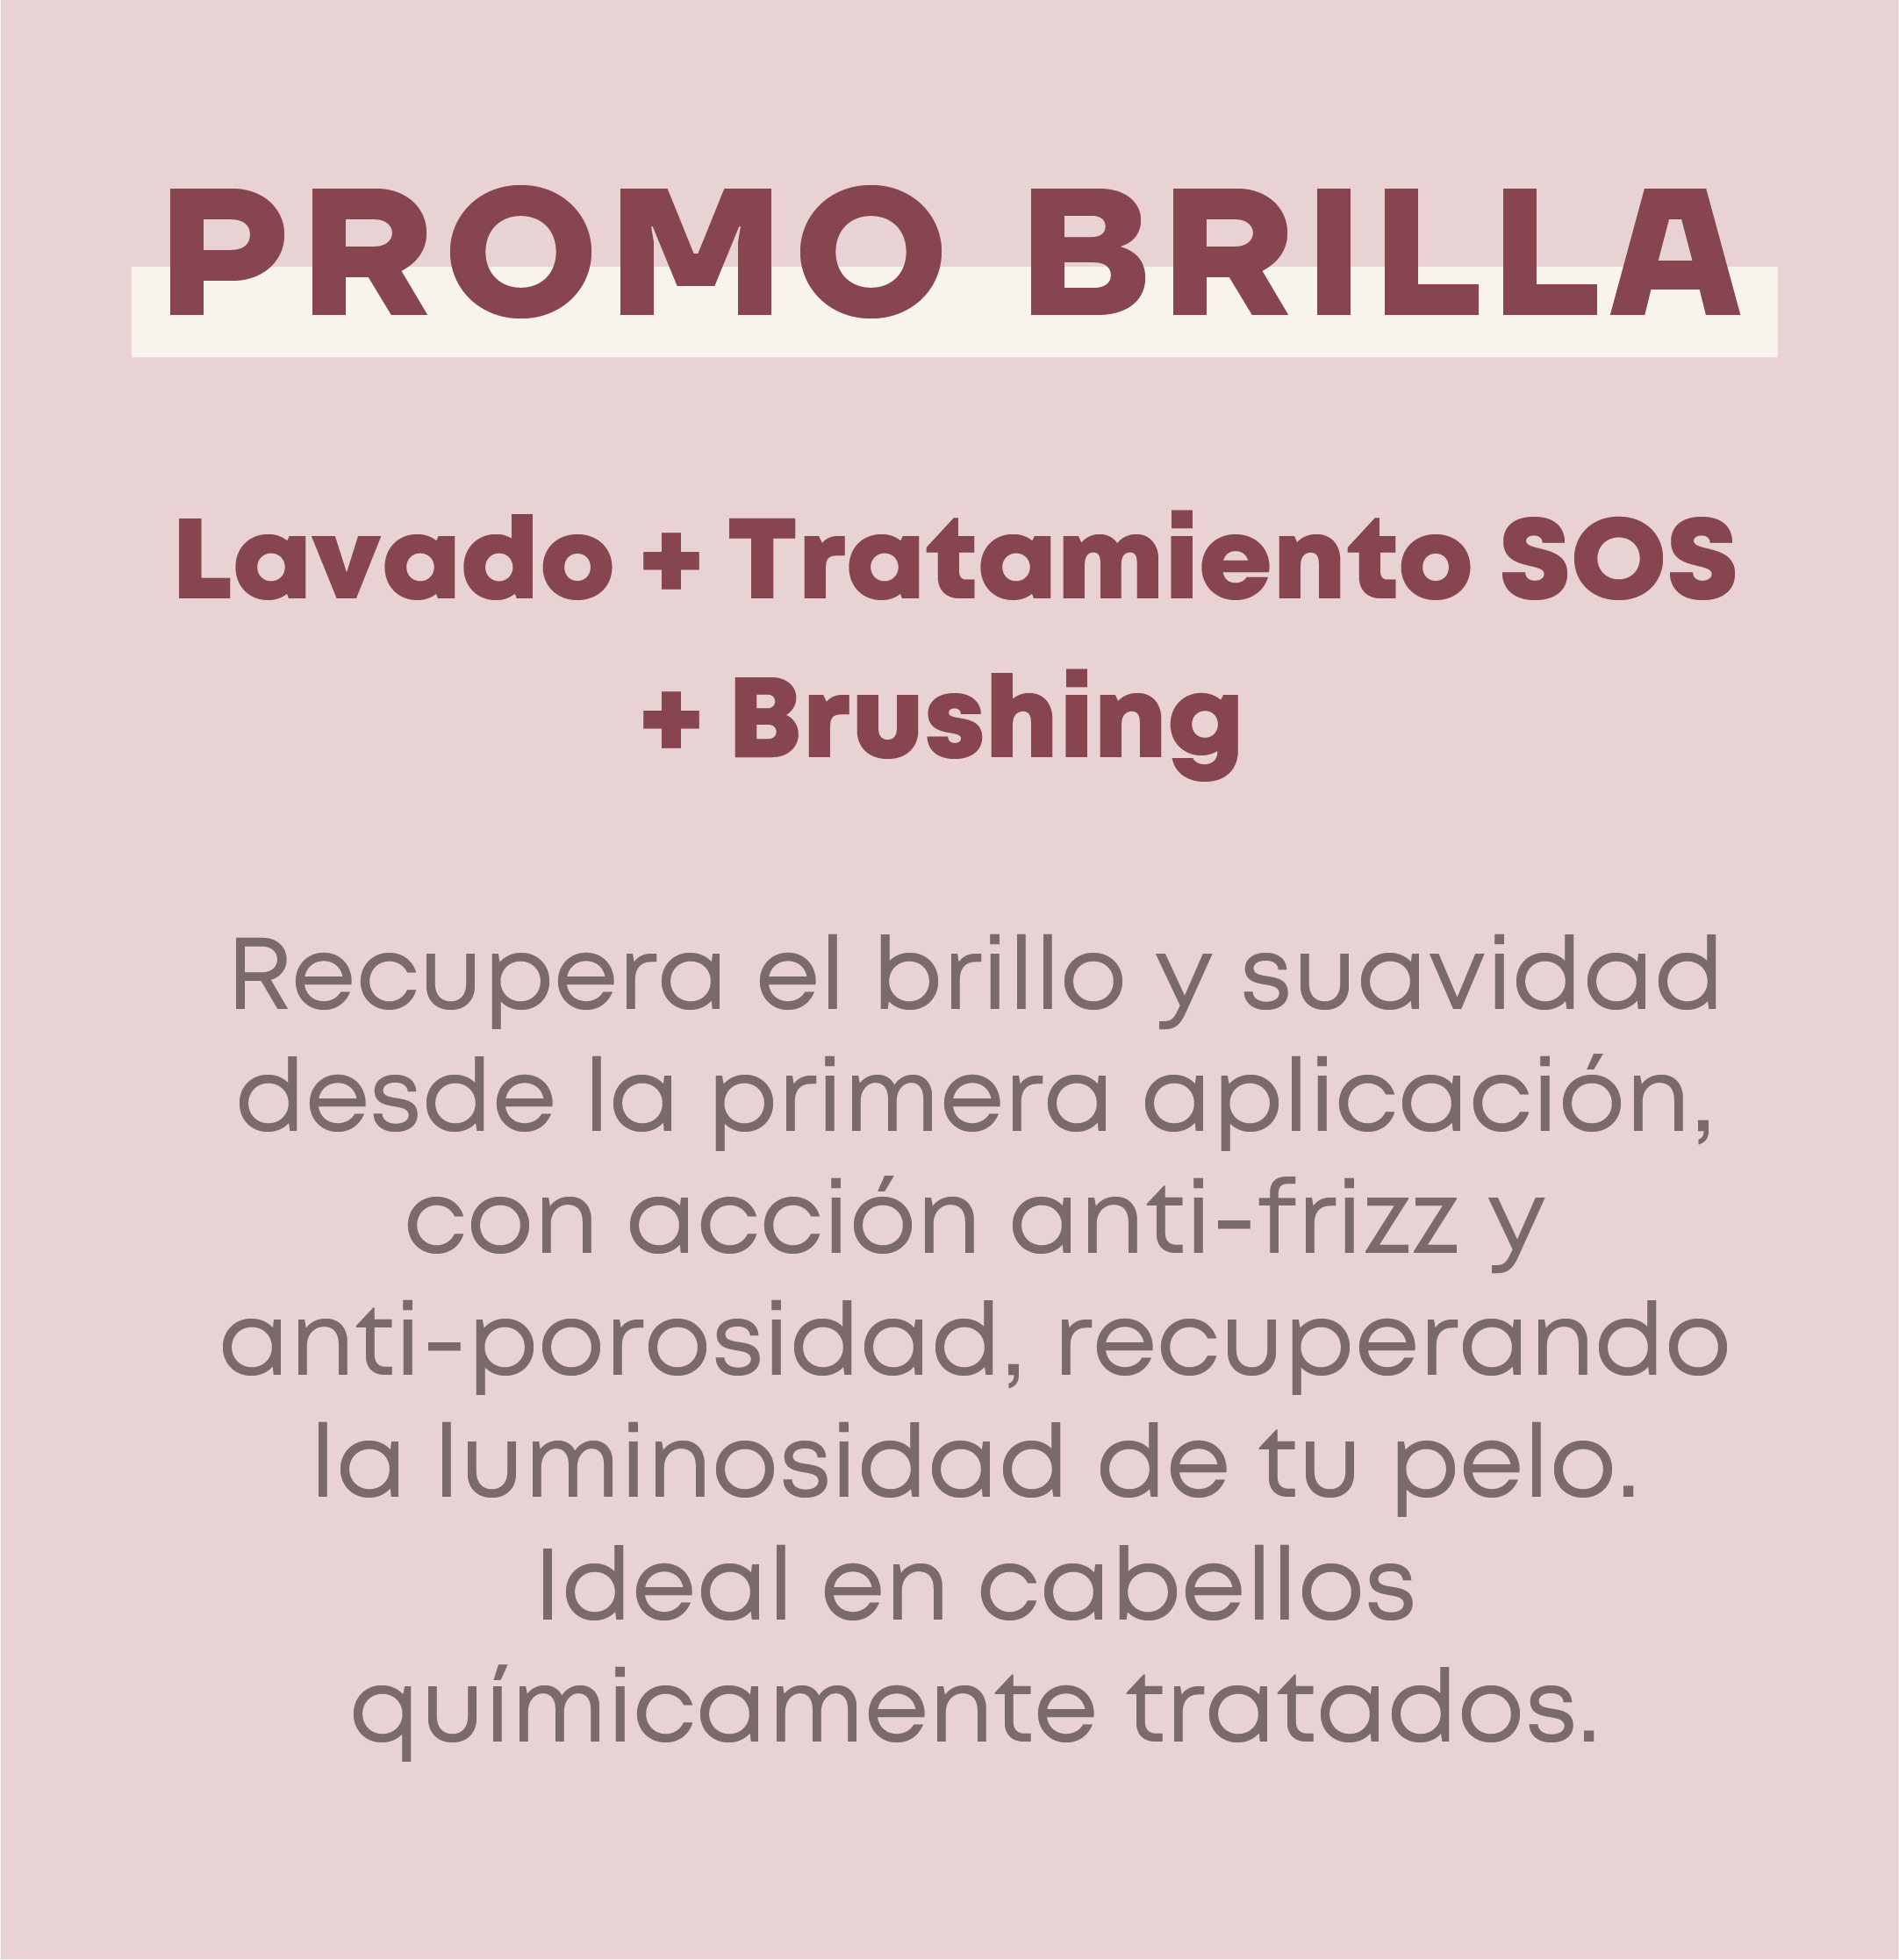 PROMO BRILLA
Lavado + Tratamiento SOS
+ Brushing
Recupera el brillo y suavidad
desde la primera aplicación,
con acción anti-frizz y
anti-porosidad, recuperando
la luminosidad de tu pelo.
Ideal en cabellos
químicamente tratados.